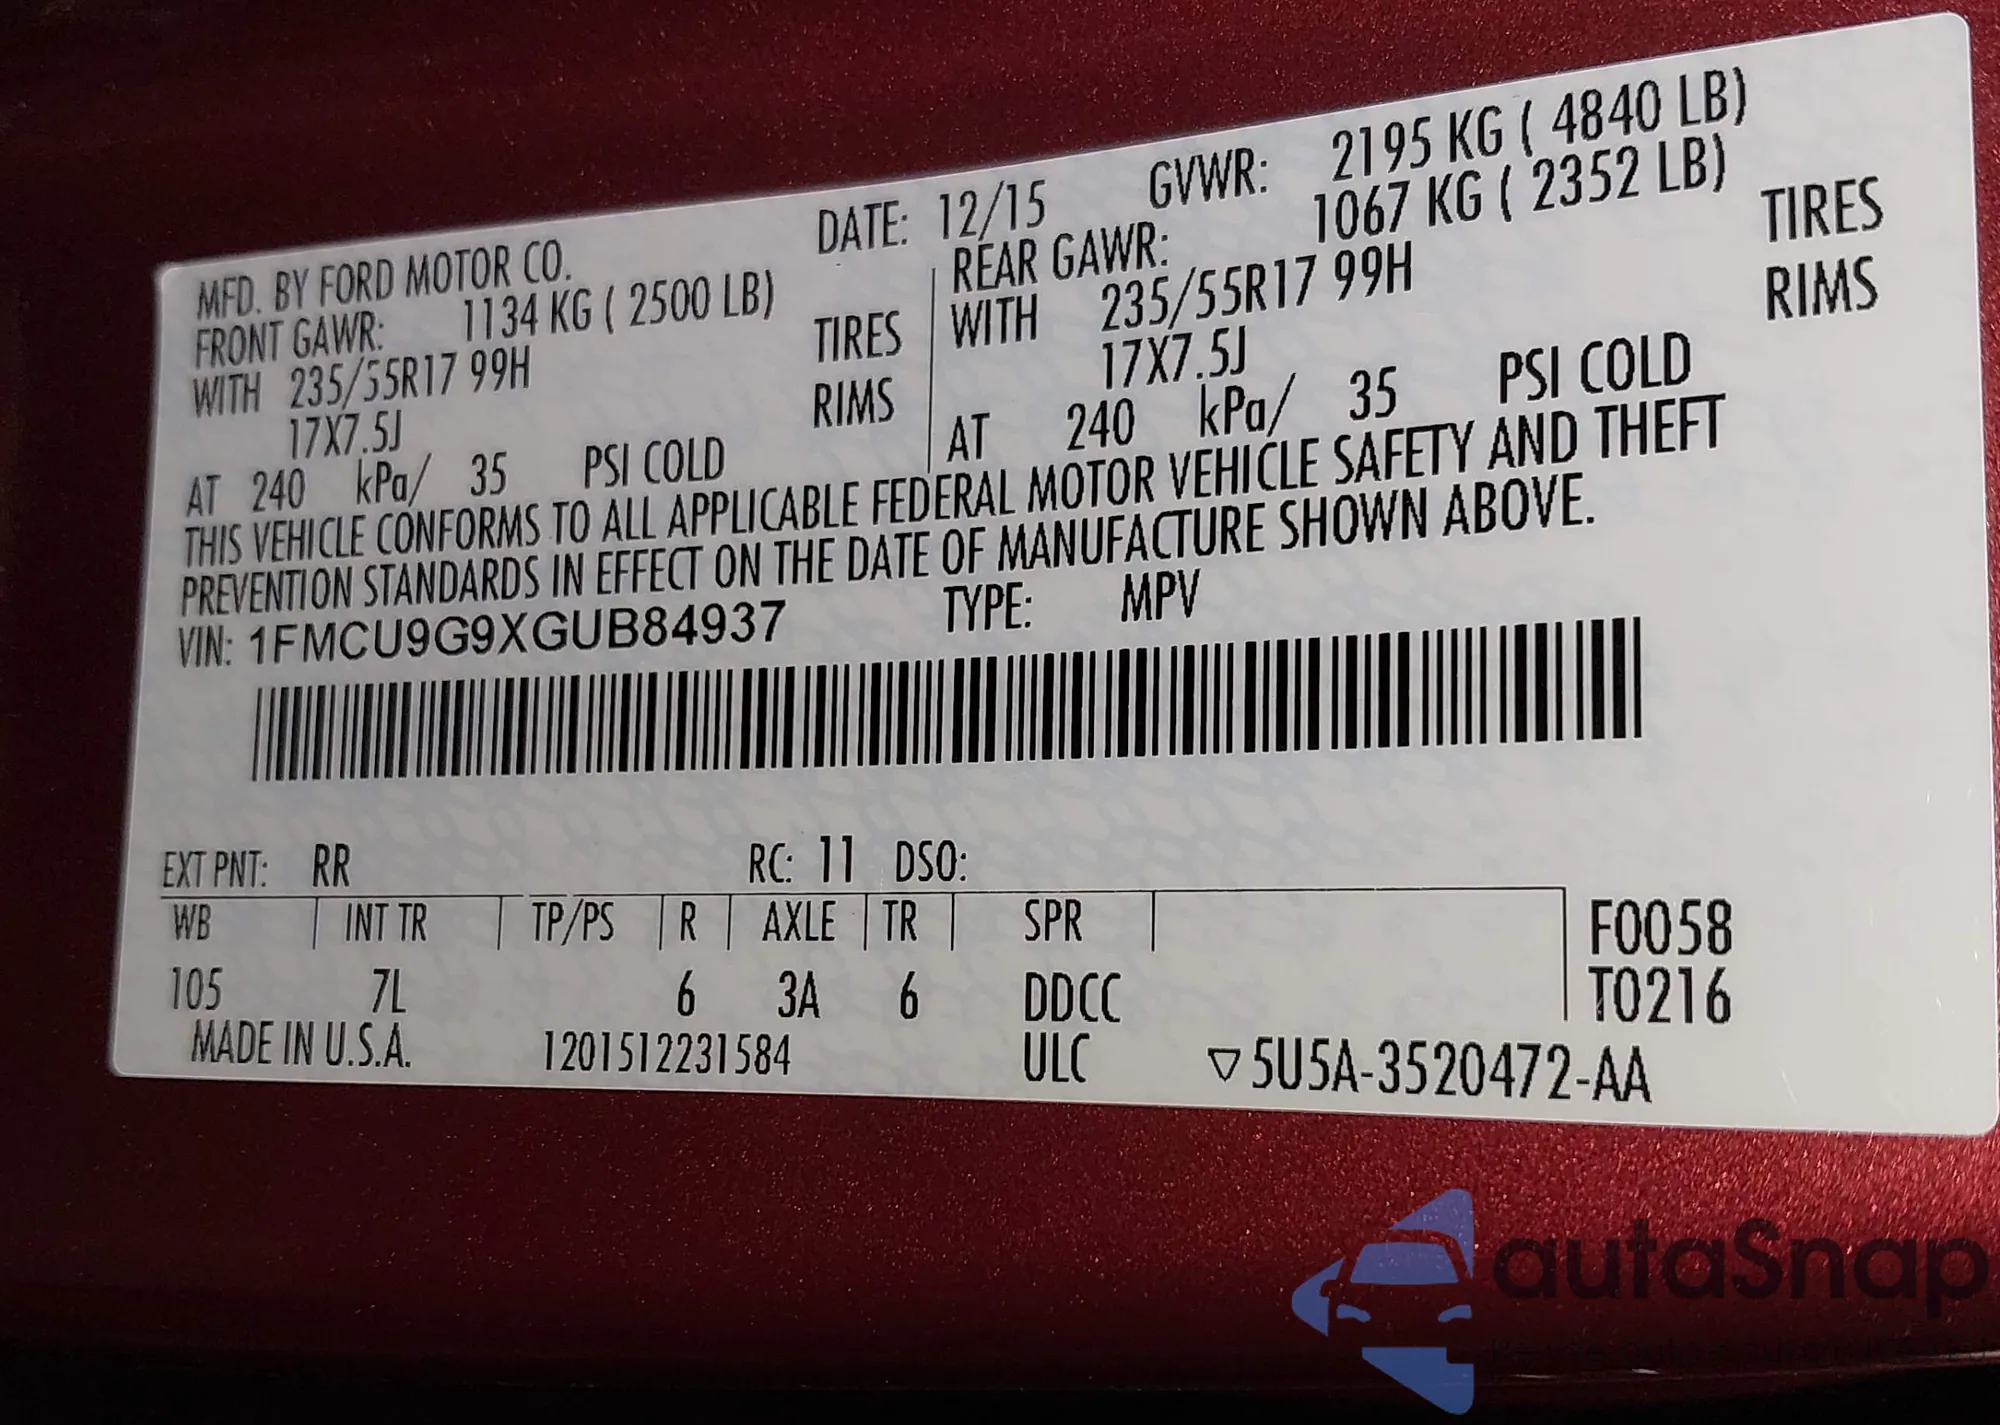 MFD. BY FORD MOTOR CO. DATE: 12/15 GVWR: 2195 KG ( 4840 LB)
FRONT GAWR: 1134 KG ( 2500 LB) REAR GAWR: 1067 KG ( 2352 LB)
WITH 235/55R17 99H TIRES WITH 235/55R17 99H TIRES
17X7.5J RIMS 17X7.5J RIMS
AT 240 kPa/ 35 PSI COLD AT 240 kPa/ 35 PSI COLD
THIS VEHICLE CONFORMS TO ALL APPLICABLE FEDERAL MOTOR VEHICLE SAFETY AND THEFT
PREVENTION STANDARDS IN EFFECT ON THE DATE OF MANUFACTURE SHOWN ABOVE.
VIN: 1FMCU9G9XGUB84937 TYPE: MPV
EXT PNT: RR RC: 11 DSO:
WB INT TR TP/PS R AXLE TR SPR F0058
105 7L 6 3A 6 DDCC T0216
MADE IN U.S.A. 1201512231584 ULC ▽5U5A-3520472-AA
autaSnap